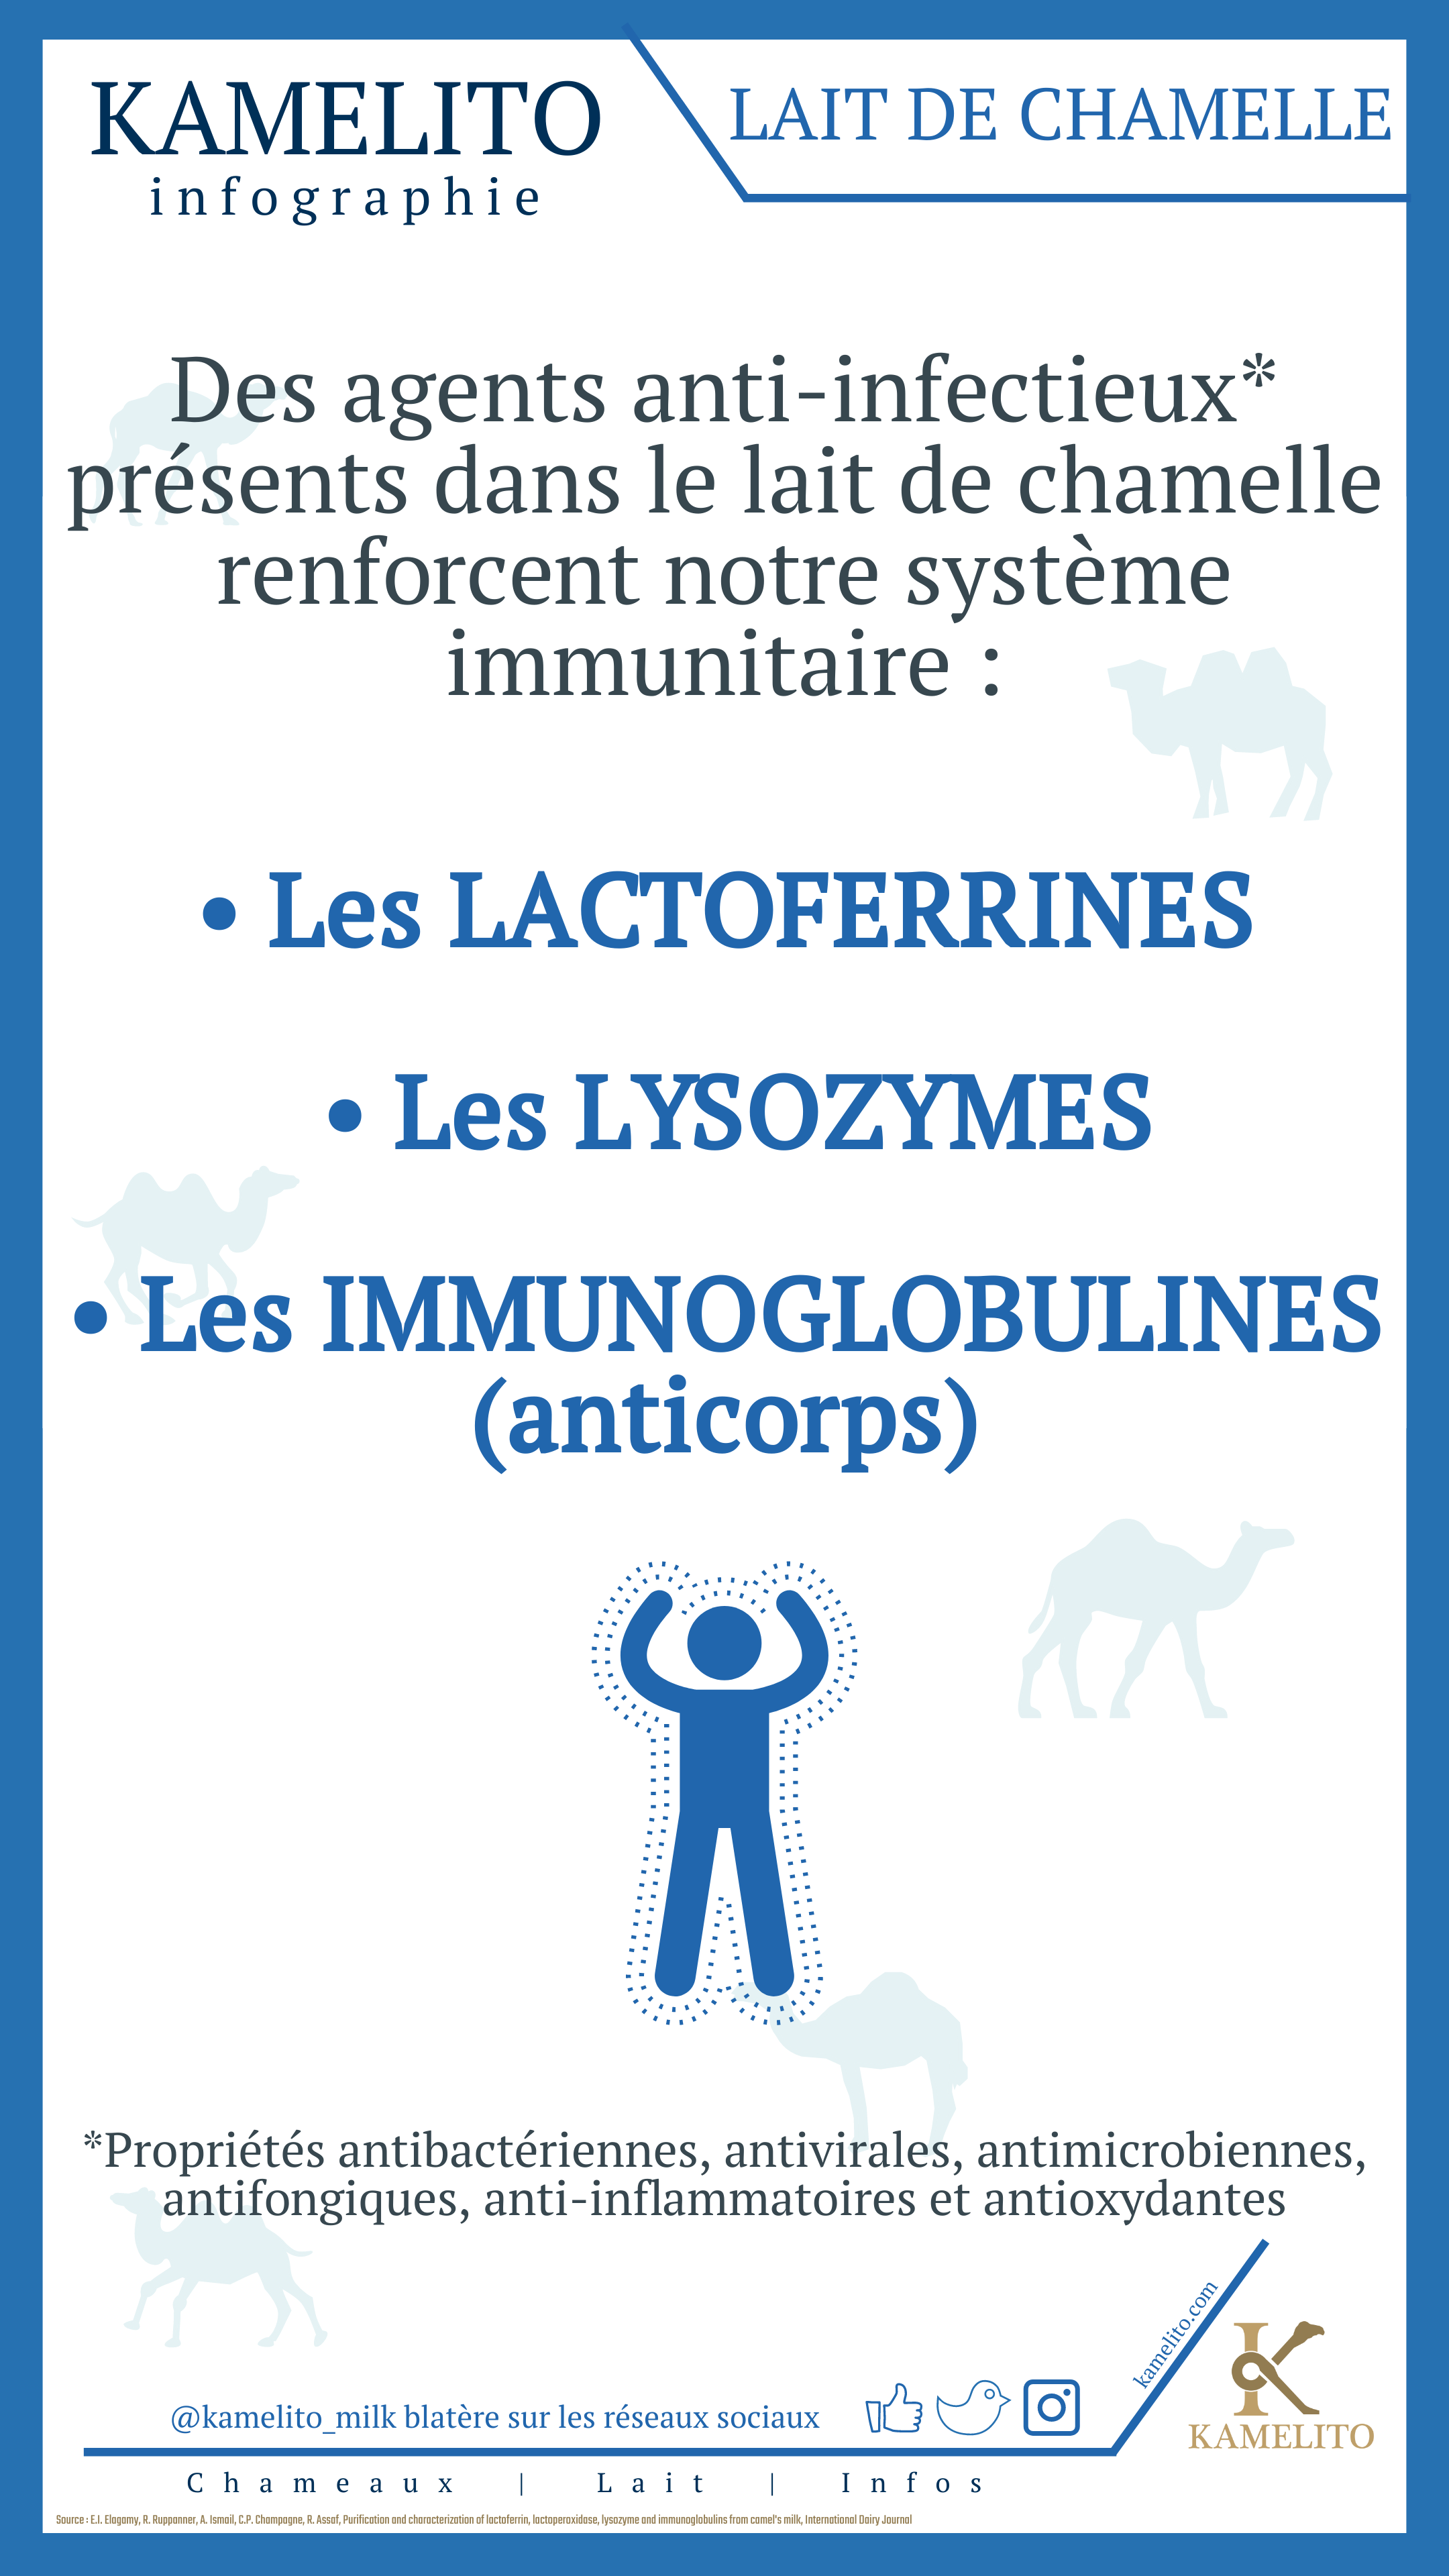 KAMELITO
infographie
LAIT DE CHAMELLE
Des agents anti-infectieux*
présents dans le lait de chamelle
renforcent notre système
immunitaire :
• Les LACTOFERRINES
• Les LYSOZYMES
• Les IMMUNOGLOBULINES
(anticorps)
*Propriétés antibactériennes, antivirales, antimicrobiennes,
antifongiques, anti-inflammatoires et antioxydantes
kamelito.com
@kamelito_milk blatère sur les réseaux sociaux
KAMELITO
Chameaux | Lait | Infos
Source : E.I. Elagamy, R. Ruppanner, A. Ismail, C.P. Champagne, R. Assaf, Purification and characterization of lactoferrin, lactoperoxidase, lysozyme and immunoglobulins from camel's milk, International Dairy Journal